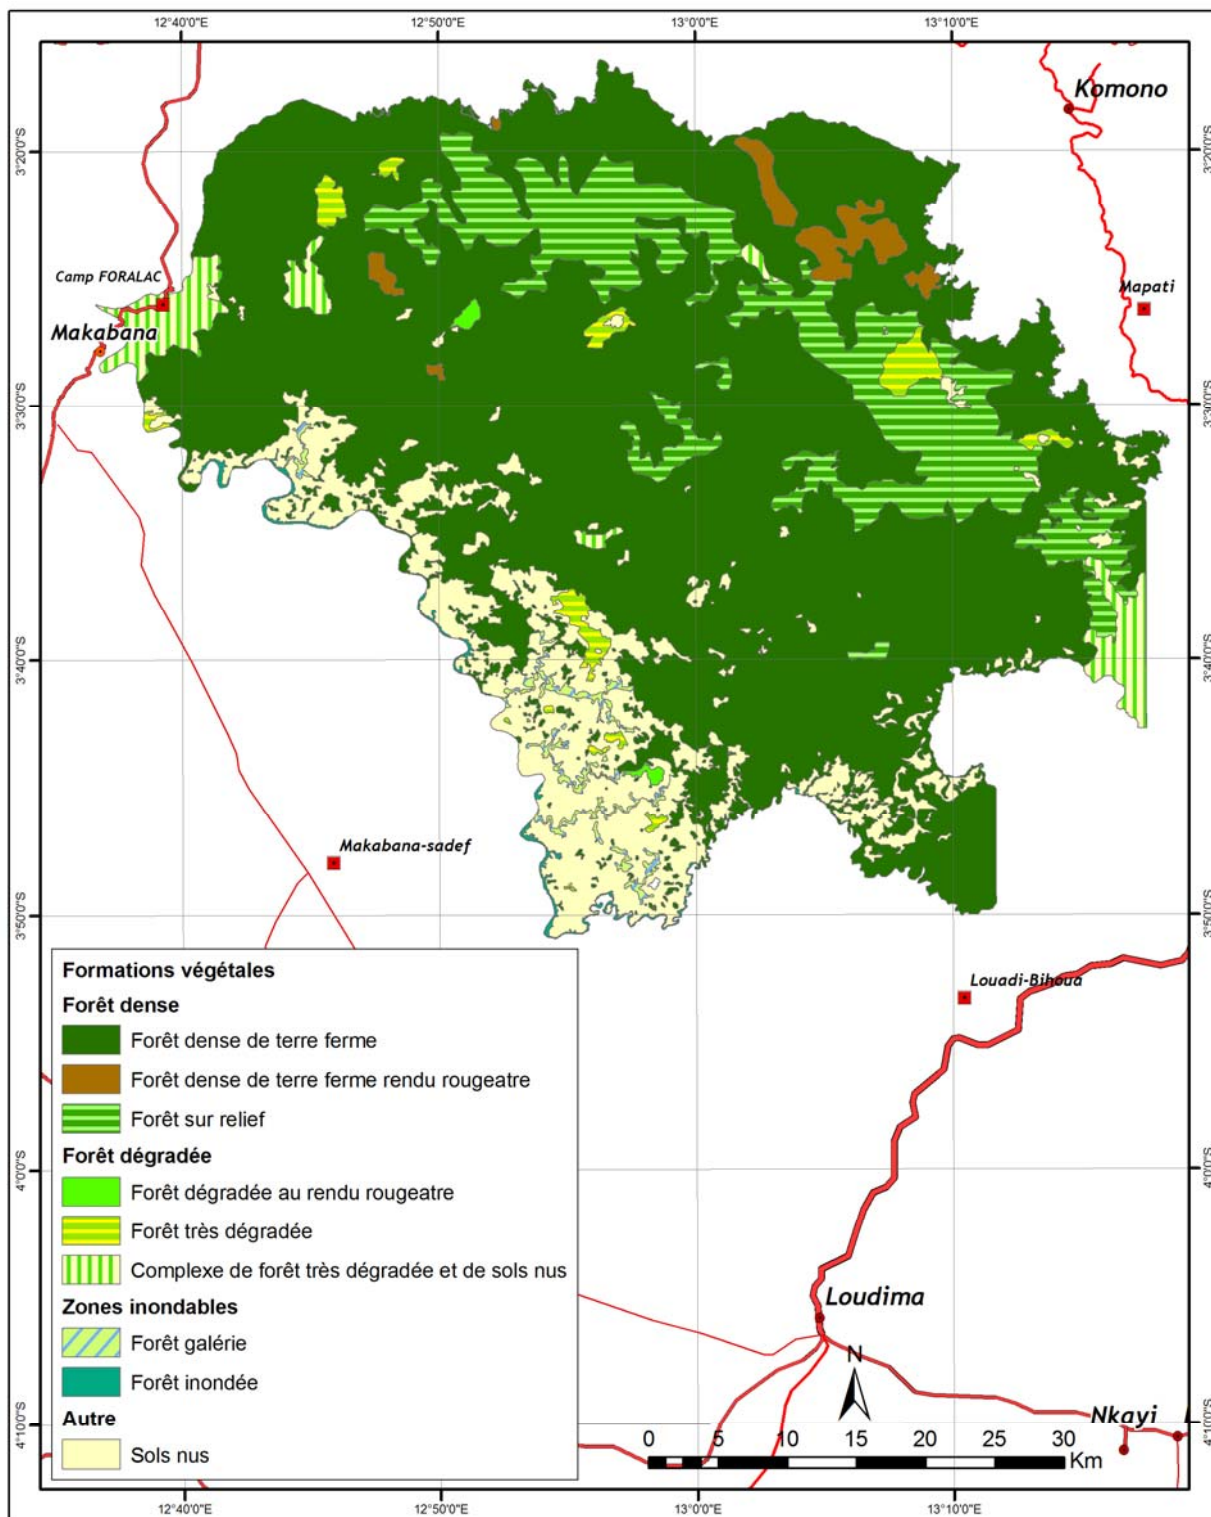 12°40'0"E
12°50'0"E
13°00'0"E
13°10'0"E
3°20'0"S
3°20'0"S
Komono
Camp FORALAC
Mapati
Makabana
3°30'0"S
3°30'0"S
3°40'0"S
3°40'0"S
Makabana-sadef
3°50'0"S
3°50'0"S
Louadi-Bihoua
Formations végétales
Forêt dense
Forêt dense de terre ferme
Forêt dense de terre ferme rendu rougeatre
Forêt sur relief
Forêt dégradée
Forêt dégradée au rendu rougeatre
Forêt très dégradée
Complexe de forêt très dégradée et de sols nus
Zones inondables
Forêt galérie
Forêt inondée
Autre
Sols nus
4°0'0"S
4°0'0"S
Loudima
N
Nkayi
4°10'0"S
4°10'0"S
0 5 10 15 20 25 30
Km
12°40'0"E
12°50'0"E
13°00'0"E
13°10'0"E